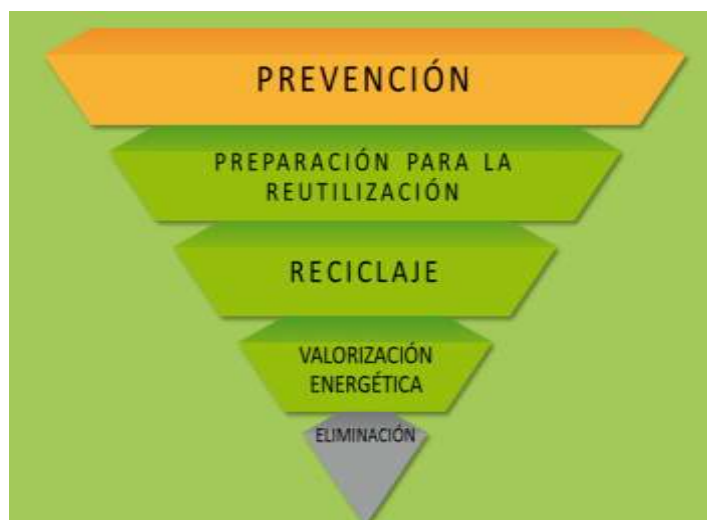 PREVENCIÓN
PREPARACIÓN PARA LA
REUTILIZACIÓN
RECICLAJE
VALORIZACIÓN
ENERGÉTICA
ELIMINACIÓN